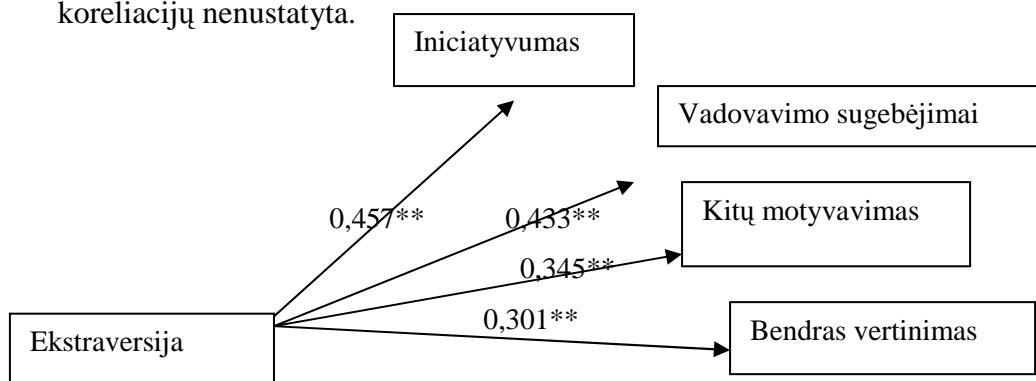 koreliacijų nenustatyta.
Iniciatyvumas
Vadovavimo sugebėjimai
0,457**
0,433**
Kitų motyvavimas
0,345**
0,301**
Ekstraversija
Bendras vertinimas